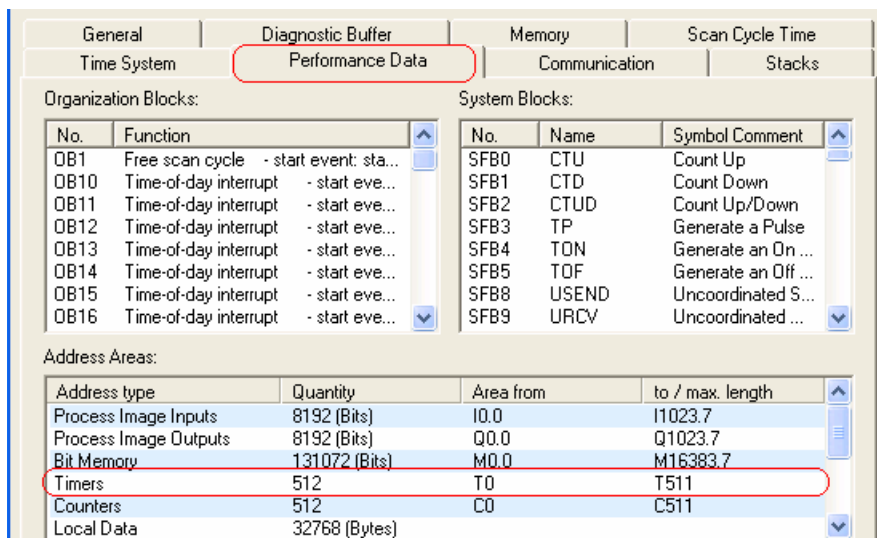 General Diagnostic Buffer Memory Scan Cycle Time
Time System Performance Data Communication Stacks
Organization Blocks:
No. Function
OB1 Free scan cycle - start event: sta...
OB10 Time-of-day interrupt - start eve...
OB11 Time-of-day interrupt - start eve...
OB12 Time-of-day interrupt - start eve...
OB13 Time-of-day interrupt - start eve...
OB14 Time-of-day interrupt - start eve...
OB15 Time-of-day interrupt - start eve...
OB16 Time-of-day interrupt - start eve...
System Blocks:
No. Name Symbol Comment
SFB0 CTU Count Up
SFB1 CTD Count Down
SFB2 CTUD Count Up/Down
SFB3 TP Generate a Pulse
SFB4 TON Generate an On ...
SFB5 TOF Generate an Off ...
SFB8 USEND Uncoordinated S...
SFB9 URCV Uncoordinated ...
Address Areas:
Address type Quantity Area from to / max. length
Process Image Inputs 8192 (Bits) I0.0 I1023.7
Process Image Outputs 8192 (Bits) Q0.0 Q1023.7
Bit Memory 131072 (Bits) M0.0 M16383.7
Timers 512 T0 T511
Counters 512 C0 C511
Local Data 32768 (Bytes)